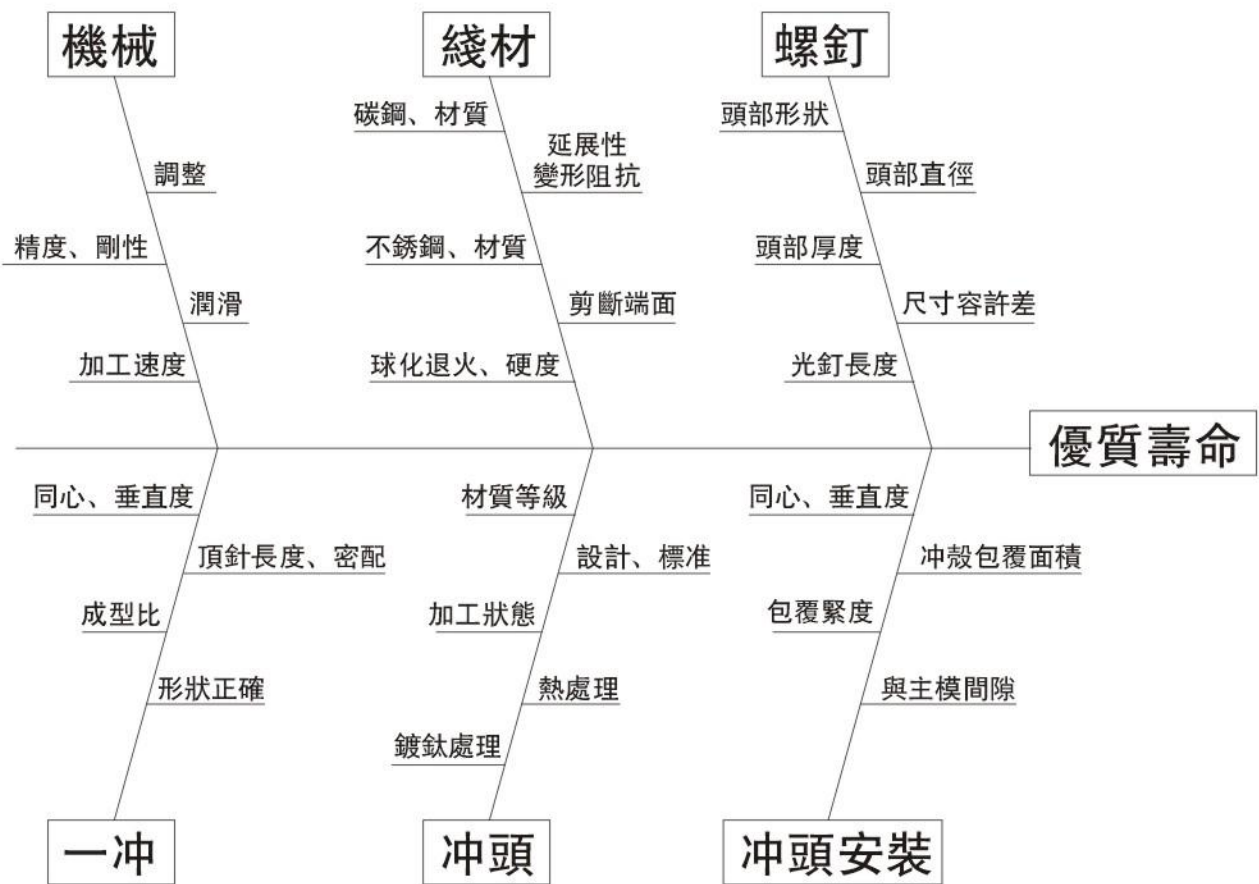 機械
綫材
螺釘
碳鋼、材質
頭部形狀
延展性
變形阻抗
調整
頭部直徑
精度、剛性
不銹鋼、材質
頭部厚度
潤滑
剪斷端面
尺寸容許差
加工速度
球化退火、硬度
光釘長度
優質壽命
同心、垂直度
材質等級
同心、垂直度
頂針長度、密配
設計、標准
冲殼包覆面積
成型比
加工狀態
包覆緊度
形狀正確
熱處理
與主模間隙
鍍鈦處理
一冲
冲頭
冲頭安裝